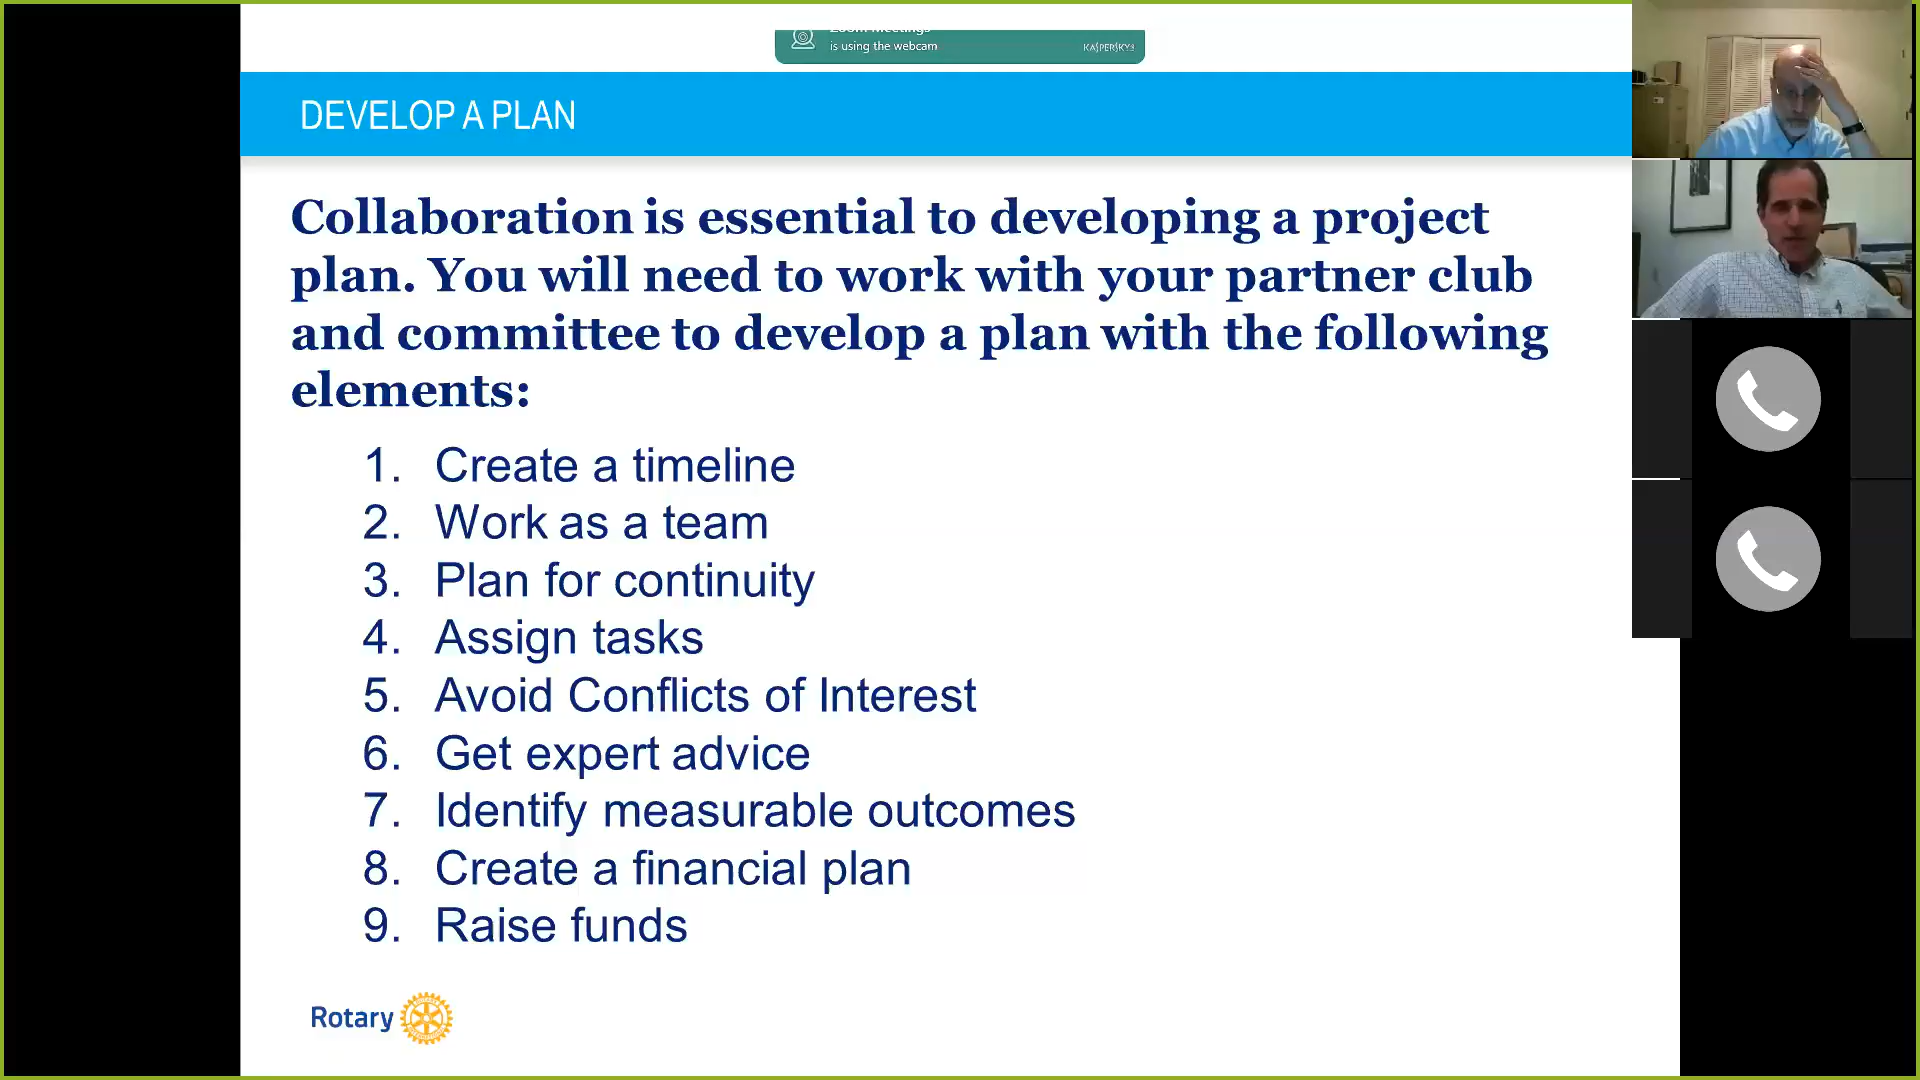 Zoom Meetings
is using the webcam
KASPERSKY
DEVELOP A PLAN
Collaboration is essential to developing a project
plan. You will need to work with your partner club
and committee to develop a plan with the following
elements:
1. Create a timeline
2. Work as a team
3. Plan for continuity
4. Assign tasks
5. Avoid Conflicts of Interest
6. Get expert advice
7. Identify measurable outcomes
8. Create a financial plan
9. Raise funds
Rotary